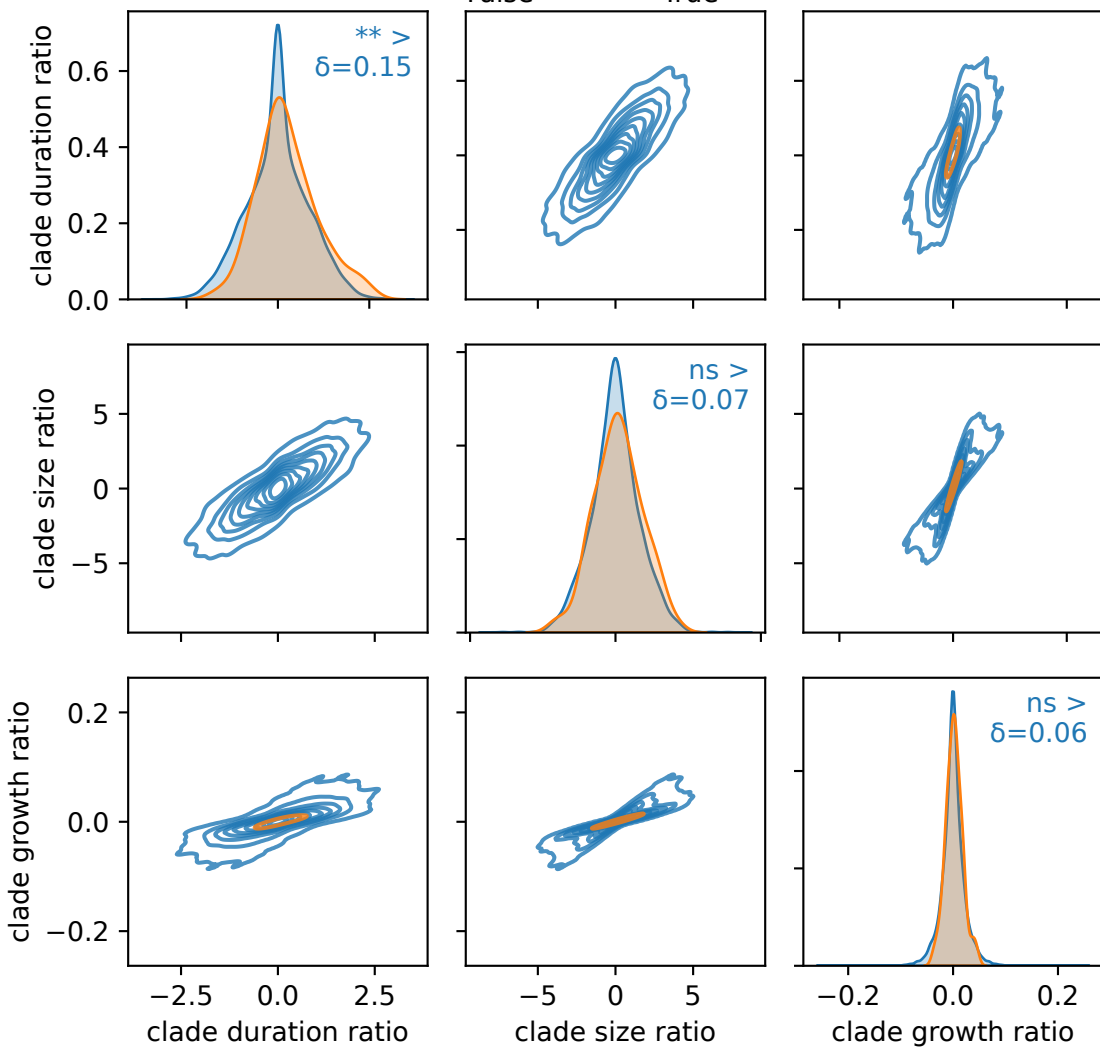 True
clade duration ratio
0.6
0.4
0.2
0.0
** >
δ=0.15
clade size ratio
5
0
−5
ns >
δ=0.07
clade growth ratio
0.2
0.0
−0.2
ns >
δ=0.06
−2.5 0.0 2.5
−5 0 5
−0.2 0.0 0.2
clade duration ratio
clade size ratio
clade growth ratio